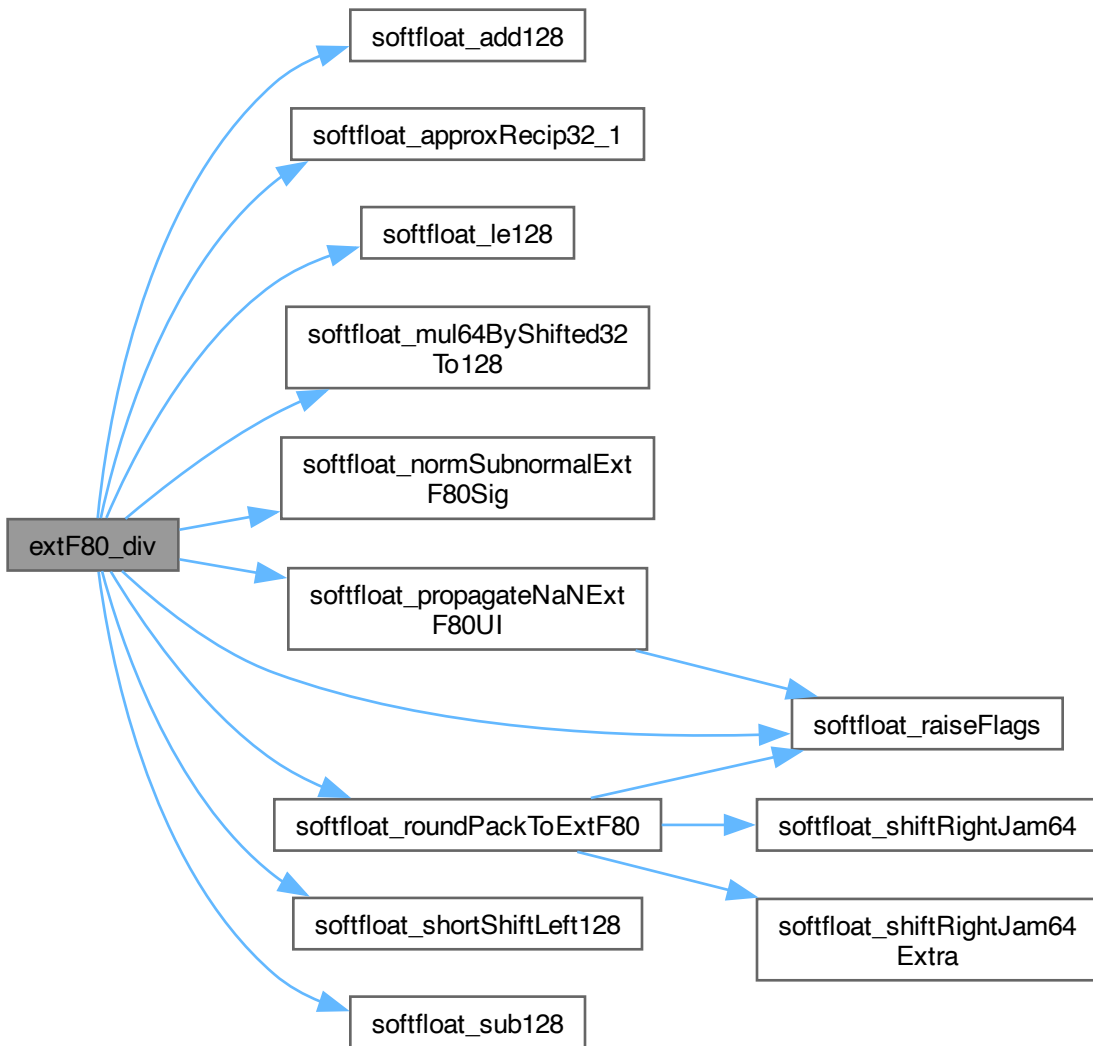 softfloat_add128
softfloat_approxRecip32_1
softfloat_le128
softfloat_mul64ByShifted32
To128
softfloat_normSubnormalExt
F80Sig
extF80_div
softfloat_propagateNaNExt
F80UI
softfloat_raiseFlags
softfloat_roundPackToExtF80
softfloat_shiftRightJam64
softfloat_shortShiftLeft128
softfloat_shiftRightJam64
Extra
softfloat_sub128